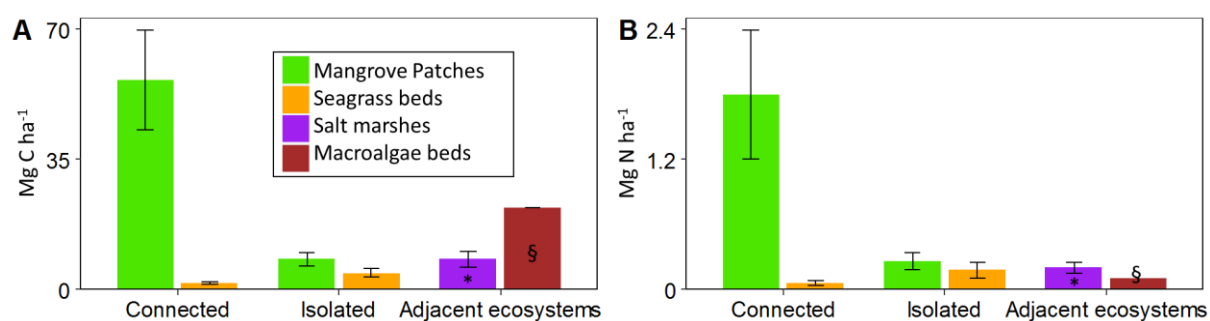 A
Mg C ha⁻¹
70
35
0
Mangrove Patches
Seagrass beds
Salt marshes
Macroalgae beds
*
§
Connected Isolated Adjacent ecosystems
B
Mg N ha⁻¹
2.4
1.2
0
*
§
Connected Isolated Adjacent ecosystems